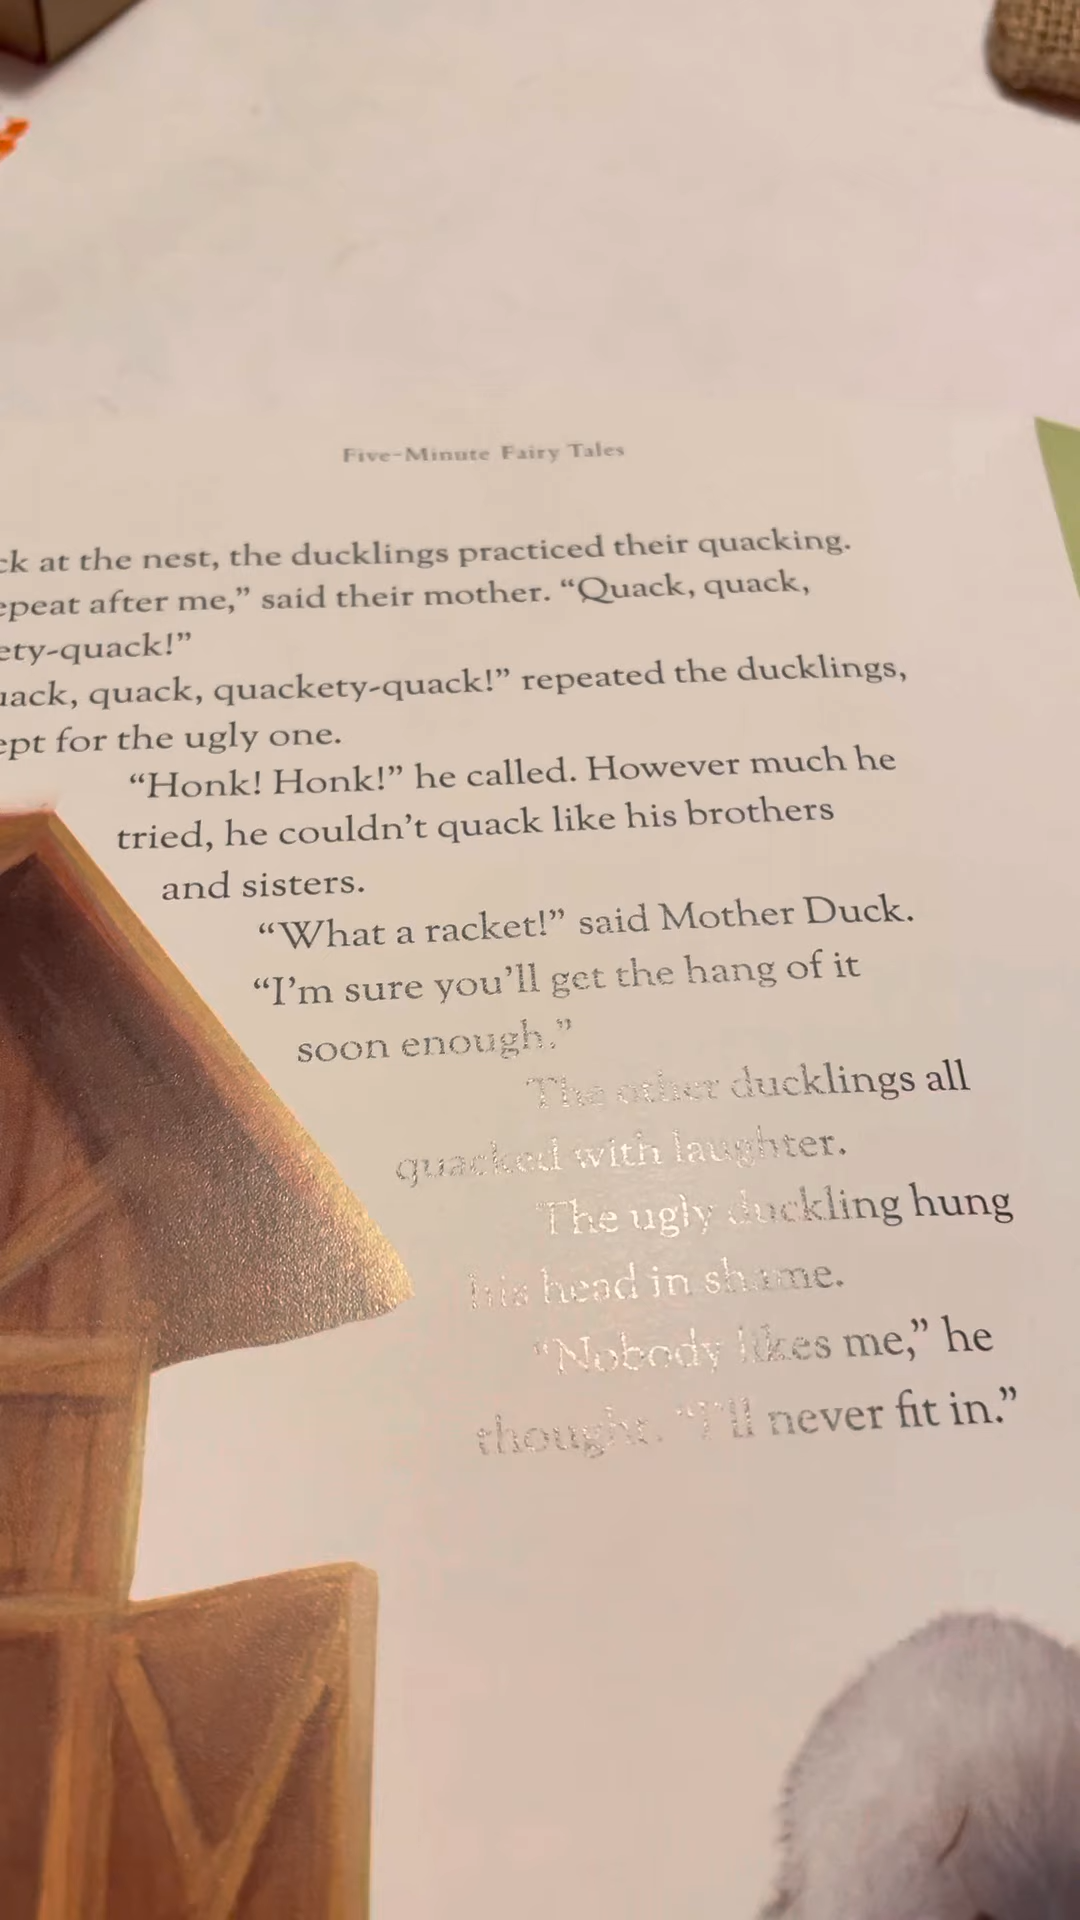 Five-Minute Fairy Tales
ck at the nest, the ducklings practiced their quacking.
epeat after me,” said their mother. “Quack, quack,
ety-quack!”
uack, quack, quackety-quack!” repeated the ducklings,
ept for the ugly one.
“Honk! Honk!” he called. However much he
tried, he couldn’t quack like his brothers
and sisters.
“What a racket!” said Mother Duck.
“I’m sure you’ll get the hang of it
soon enough.”
The other ducklings all
quacked with laughter.
The ugly duckling hung
his head in shame.
“Nobody likes me,” he
thought. “I’ll never fit in.”